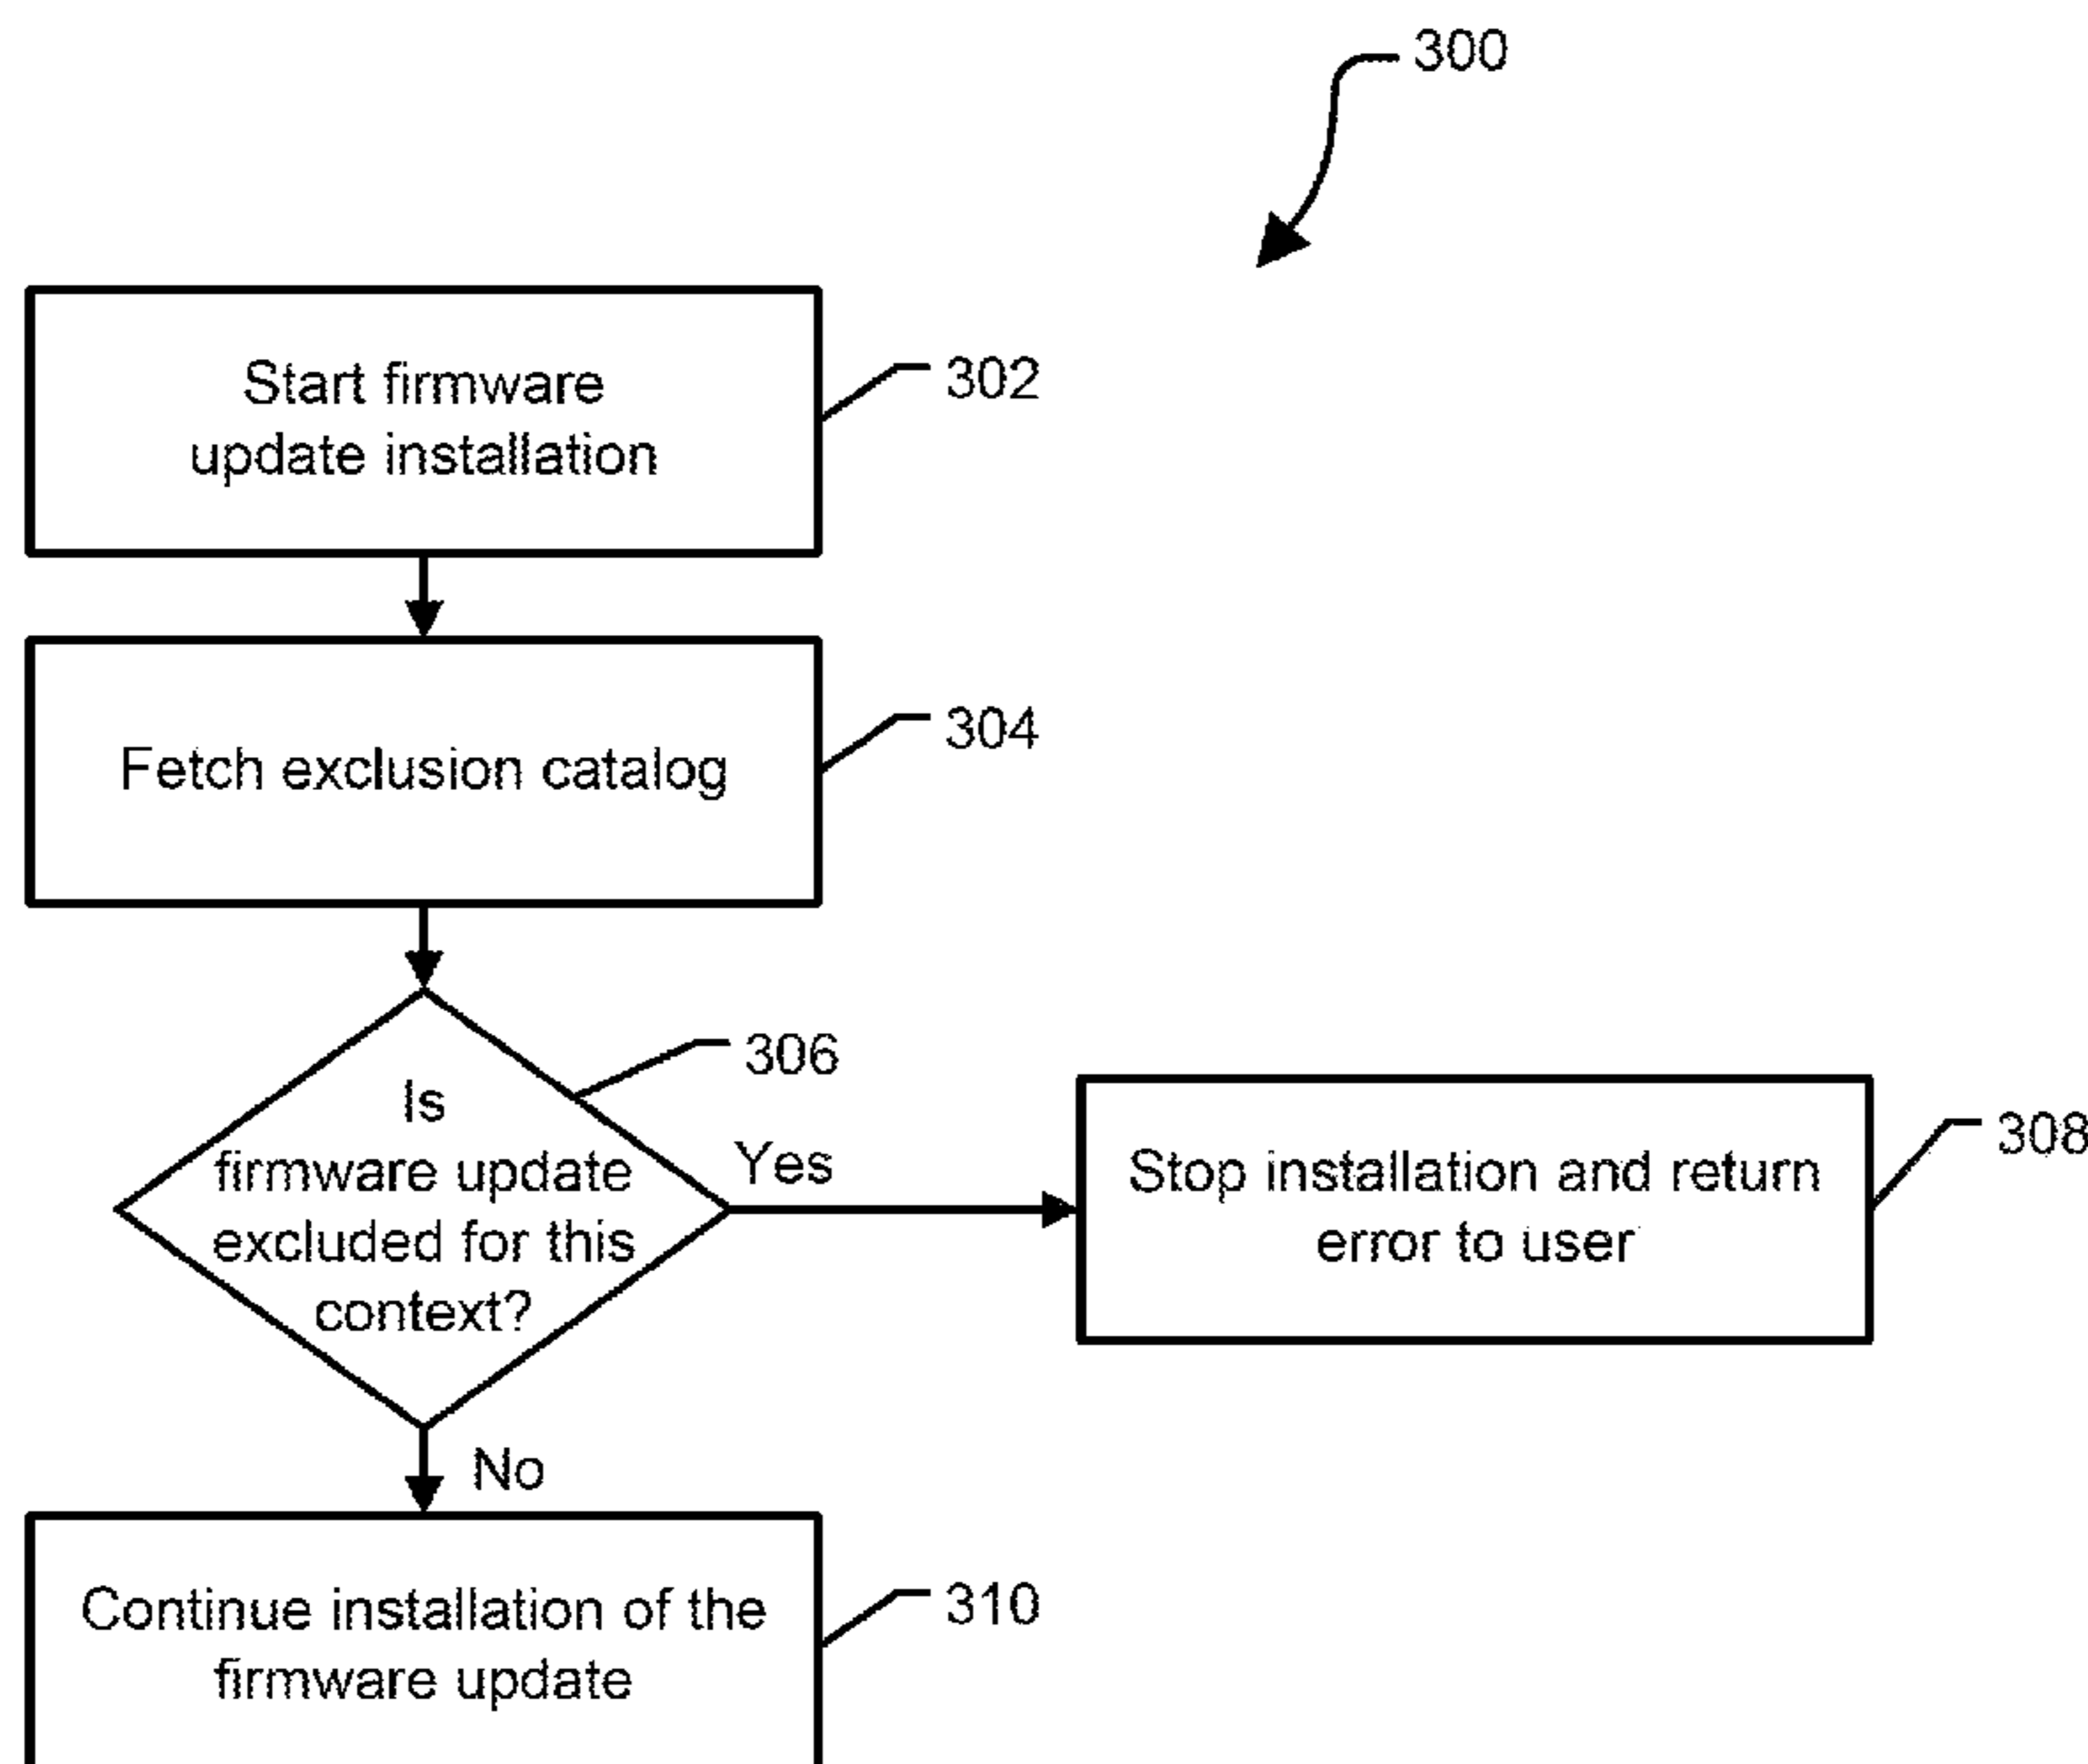 300
Start firmware
update installation
302
Fetch exclusion catalog
304
Is
firmware update
excluded for this
context?
306
Yes
Stop installation and return
error to user
308
No
Continue installation of the
firmware update
310